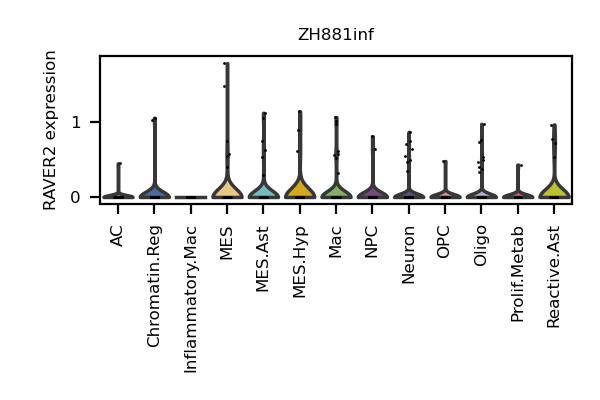 ZH881inf
RAVER2 expression
1
0
AC
Chromatin.Reg
Inflammatory.Mac
MES
MES.Ast
MES.Hyp
Mac
NPC
Neuron
OPC
Oligo
Prolif.Metab
Reactive.Ast